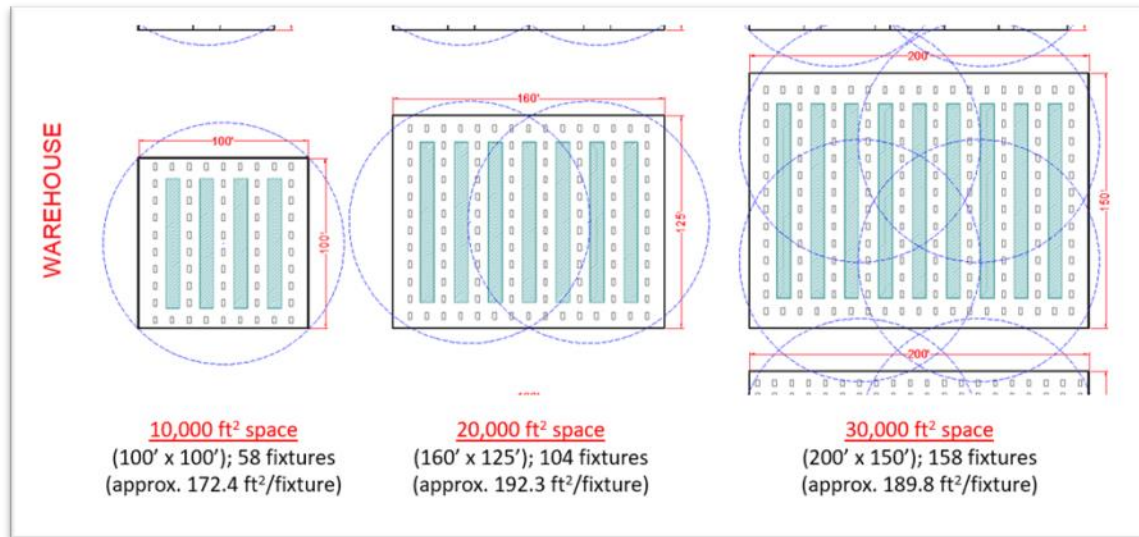 WAREHOUSE
100'
100'
160'
125'
200'
150'
200'
10,000 ft² space
(100' x 100'); 58 fixtures
(approx. 172.4 ft²/fixture)
20,000 ft² space
(160' x 125'); 104 fixtures
(approx. 192.3 ft²/fixture)
30,000 ft² space
(200' x 150'); 158 fixtures
(approx. 189.8 ft²/fixture)